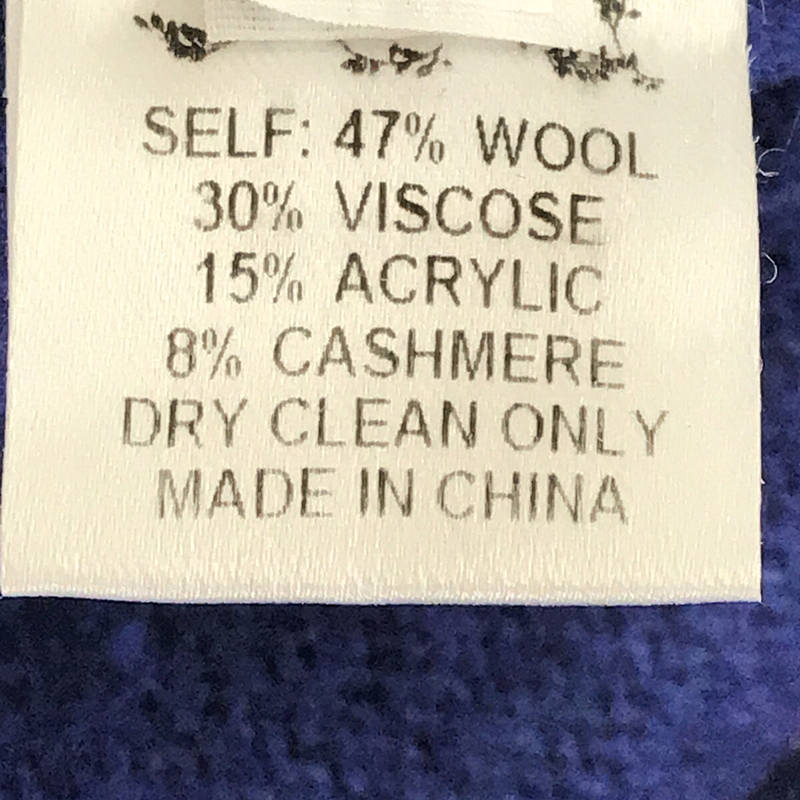 SELF: 47% WOOL
30% VISCOSE
15% ACRYLIC
8% CASHMERE
DRY CLEAN ONLY
MADE IN CHINA